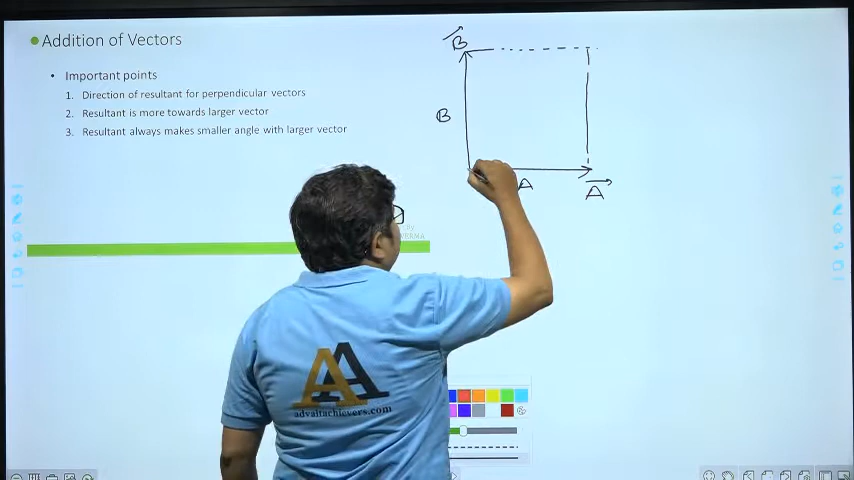 Addition of Vectors
• Important points
1. Direction of resultant for perpendicular vectors
2. Resultant is more towards larger vector
3. Resultant always makes smaller angle with larger vector
B
B
A
A
AA
advaitachievers.com